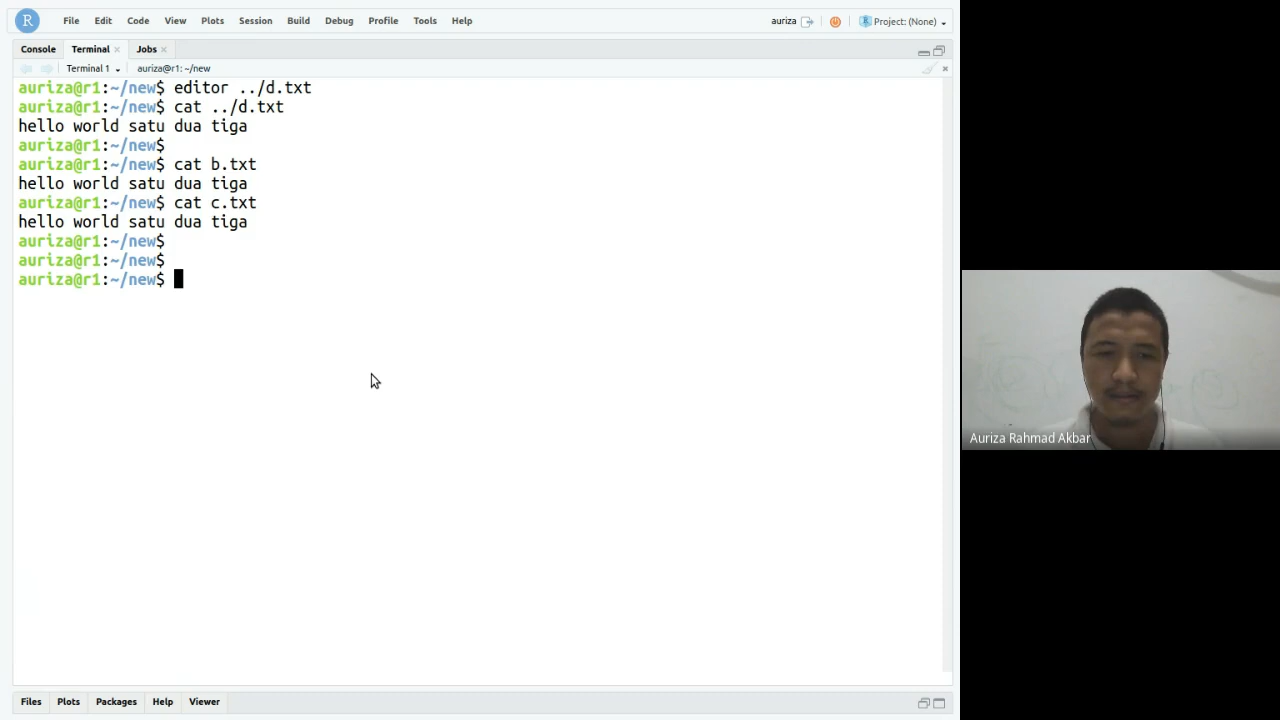 R File Edit Code View Plots Session Build Debug Profile Tools Help auriza R Project: (None)
Console Terminal Jobs
Terminal 1 auriza@r1: ~/new
auriza@r1:~/new$ editor ../d.txt
auriza@r1:~/new$ cat ../d.txt
hello world satu dua tiga
auriza@r1:~/new$
auriza@r1:~/new$ cat b.txt
hello world satu dua tiga
auriza@r1:~/new$ cat c.txt
hello world satu dua tiga
auriza@r1:~/new$
auriza@r1:~/new$
auriza@r1:~/new$
Files Plots Packages Help Viewer
Auriza Rahmad Akbar